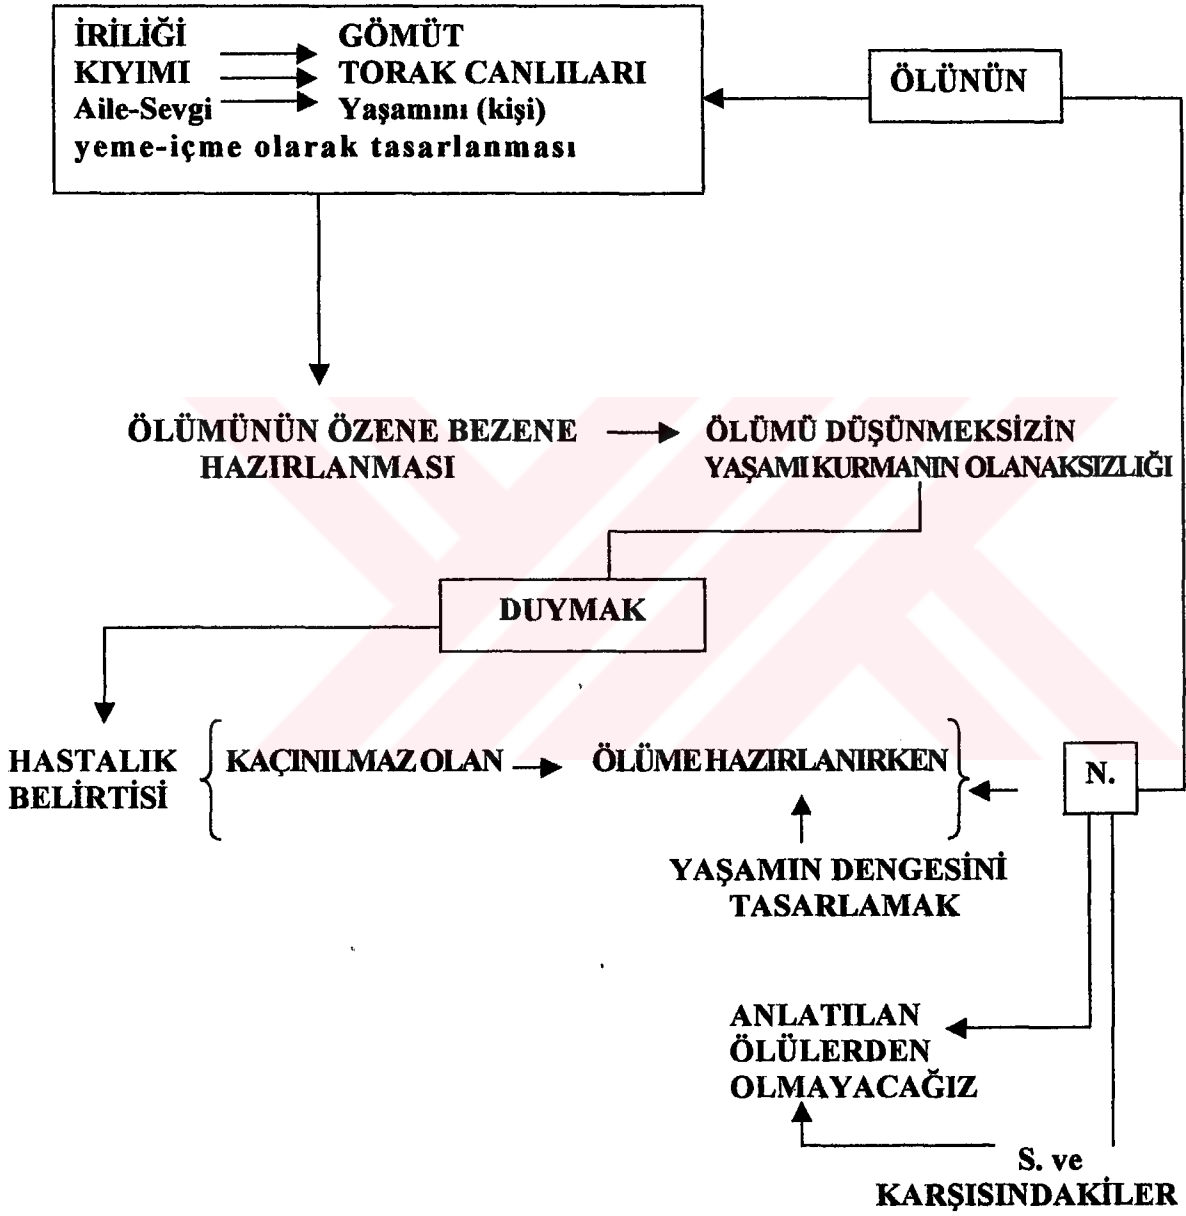 İRİLİĞİ GÖMÜT
KIYIMI TORAK CANLILARI
Aile-Sevgi Yaşamını (kişi)
yeme-içme olarak tasarlanması
ÖLÜNÜN
ÖLÜMÜNÜN ÖZENE BEZENE
HAZIRLANMASI
ÖLÜMÜ DÜŞÜNMEKSİZİN
YAŞAMI KURMANIN OLANAKSIZLIĞI
DUYMAK
HASTALIK
BELİRTİSİ
KAÇINILMAZ OLAN
ÖLÜME HAZIRLANIRKEN
N.
YAŞAMIN DENGESİNİ
TASARLAMAK
ANLATILAN
ÖLÜLERDEN
OLMAYACAĞIZ
S. ve
KARŞISINDAKİLER